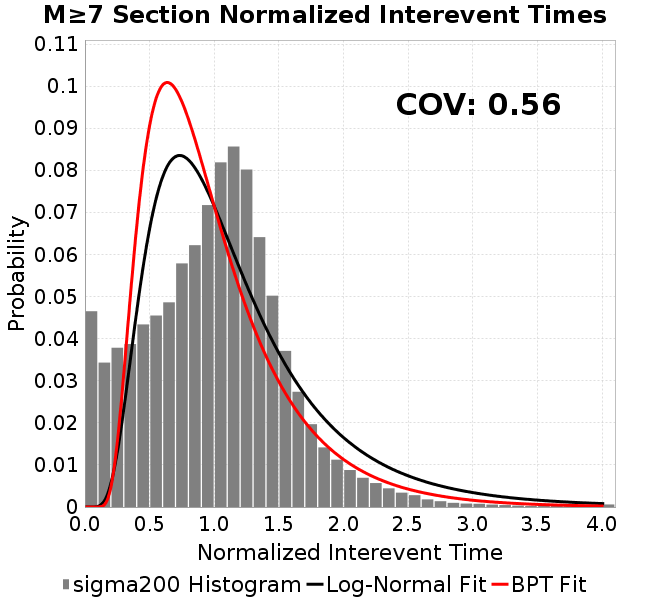 M≥7 Section Normalized Interevent Times
COV: 0.56
Probability
0.11
0.1
0.09
0.08
0.07
0.06
0.05
0.04
0.03
0.02
0.01
0
0.0 0.5 1.0 1.5 2.0 2.5 3.0 3.5 4.0
Normalized Interevent Time
sigma200 Histogram Log-Normal Fit BPT Fit